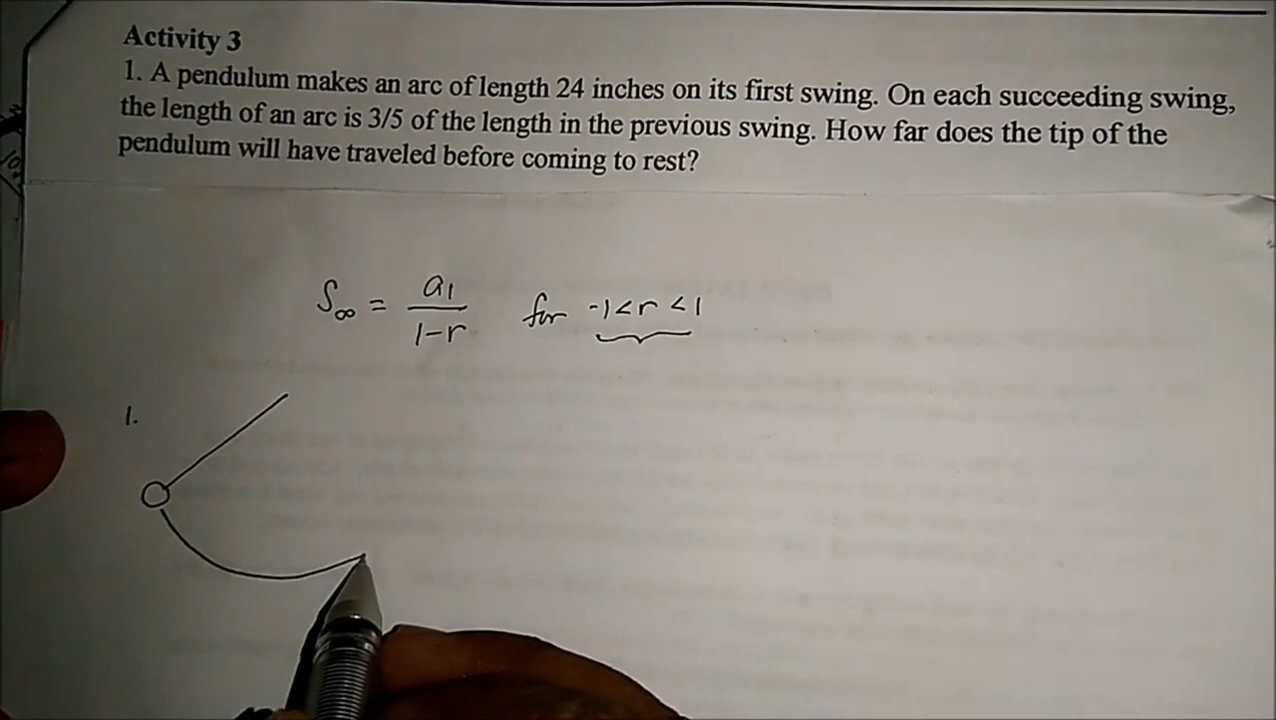 Activity 3
1. A pendulum makes an arc of length 24 inches on its first swing. On each succeeding swing,
the length of an arc is 3/5 of the length in the previous swing. How far does the tip of the
pendulum will have traveled before coming to rest?
S∞ = a₁/(1-r) for -1<r<1
1.